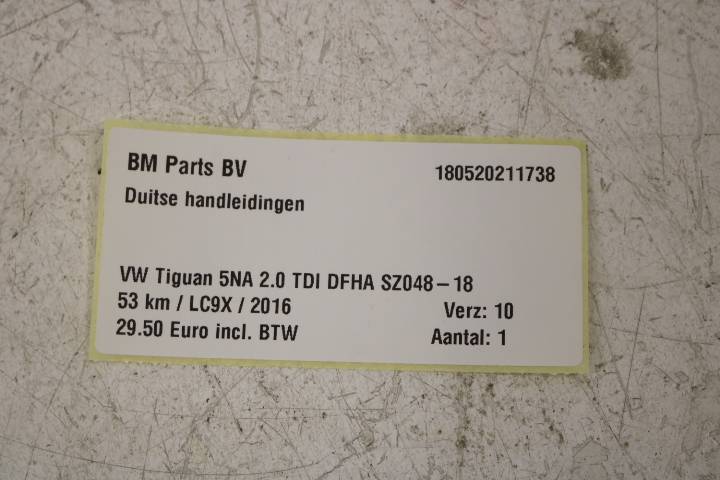 BM Parts BV 180520211738
Duitse handleidingen
VW Tiguan 5NA 2.0 TDI DFHA SZ048-18
53 km / LC9X / 2016 Verz: 10
29.50 Euro incl. BTW Aantal: 1